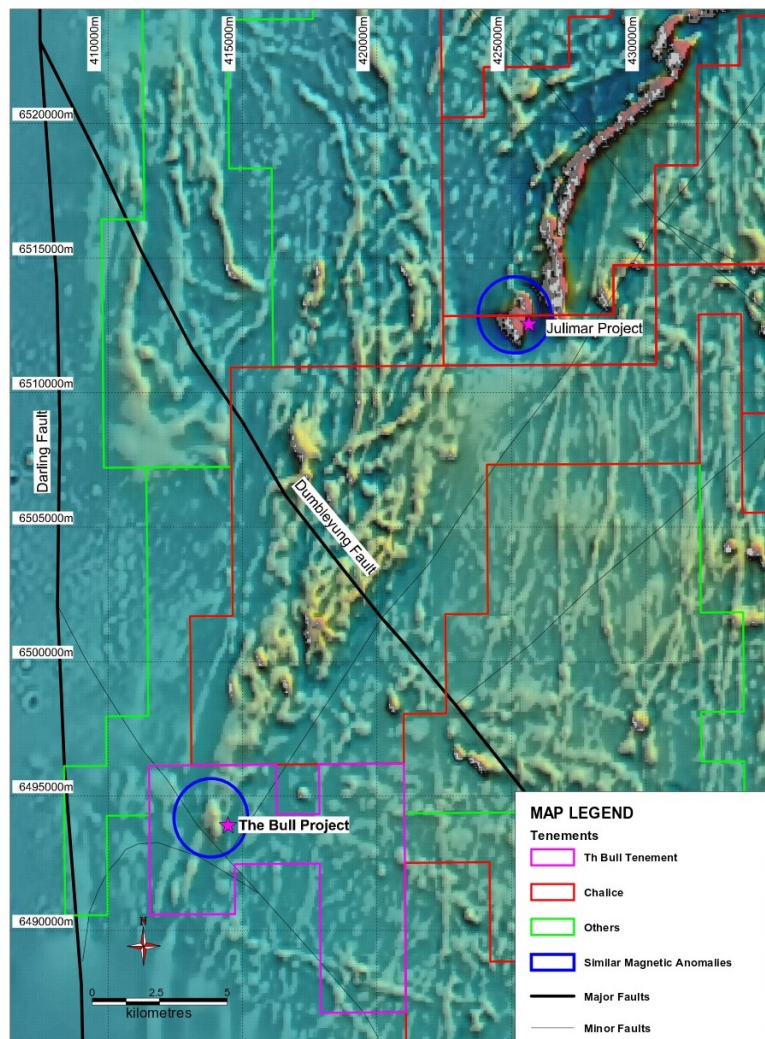 410000m
415000m
420000m
425000m
430000m
6520000m
6515000m
Julimar Project
6510000m
Darling Fault
Dumbleyung Fault
6505000m
6500000m
6495000m
The Bull Project
6490000m
N
0 2.5 5
kilometres
MAP LEGEND
Tenements
Th Bull Tenement
Chalice
Others
Similar Magnetic Anomalies
Major Faults
Minor Faults